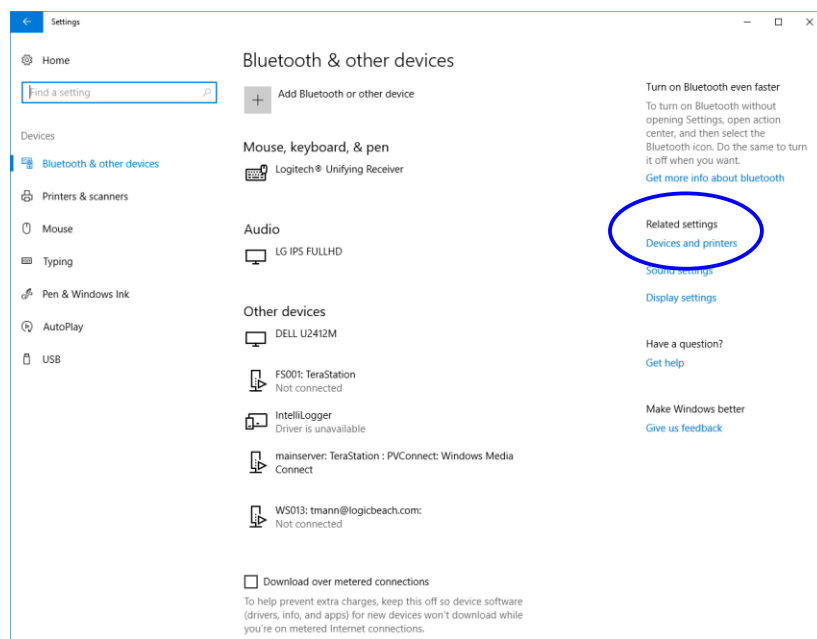 Settings
Home
Find a setting
Devices
Bluetooth & other devices
Printers & scanners
Mouse
Typing
Pen & Windows Ink
AutoPlay
USB
Bluetooth & other devices
Add Bluetooth or other device
Mouse, keyboard, & pen
Logitech® Unifying Receiver
Audio
LG IPS FULLHD
Other devices
DELL U2412M
FS001: TeraStation
Not connected
IntelliLogger
Driver is unavailable
mainserver: TeraStation : PVConnect: Windows Media
Connect
WS013: tmann@logicbeach.com:
Not connected
Download over metered connections
To help prevent extra charges, keep this off so device software
(drivers, info, and apps) for new devices won't download while
you're on metered Internet connections.
Turn on Bluetooth even faster
To turn on Bluetooth without
opening Settings, open action
center, and then select the
Bluetooth icon. Do the same to turn
it off when you want.
Get more info about bluetooth
Related settings
Devices and printers
Sound settings
Display settings
Have a question?
Get help
Make Windows better
Give us feedback